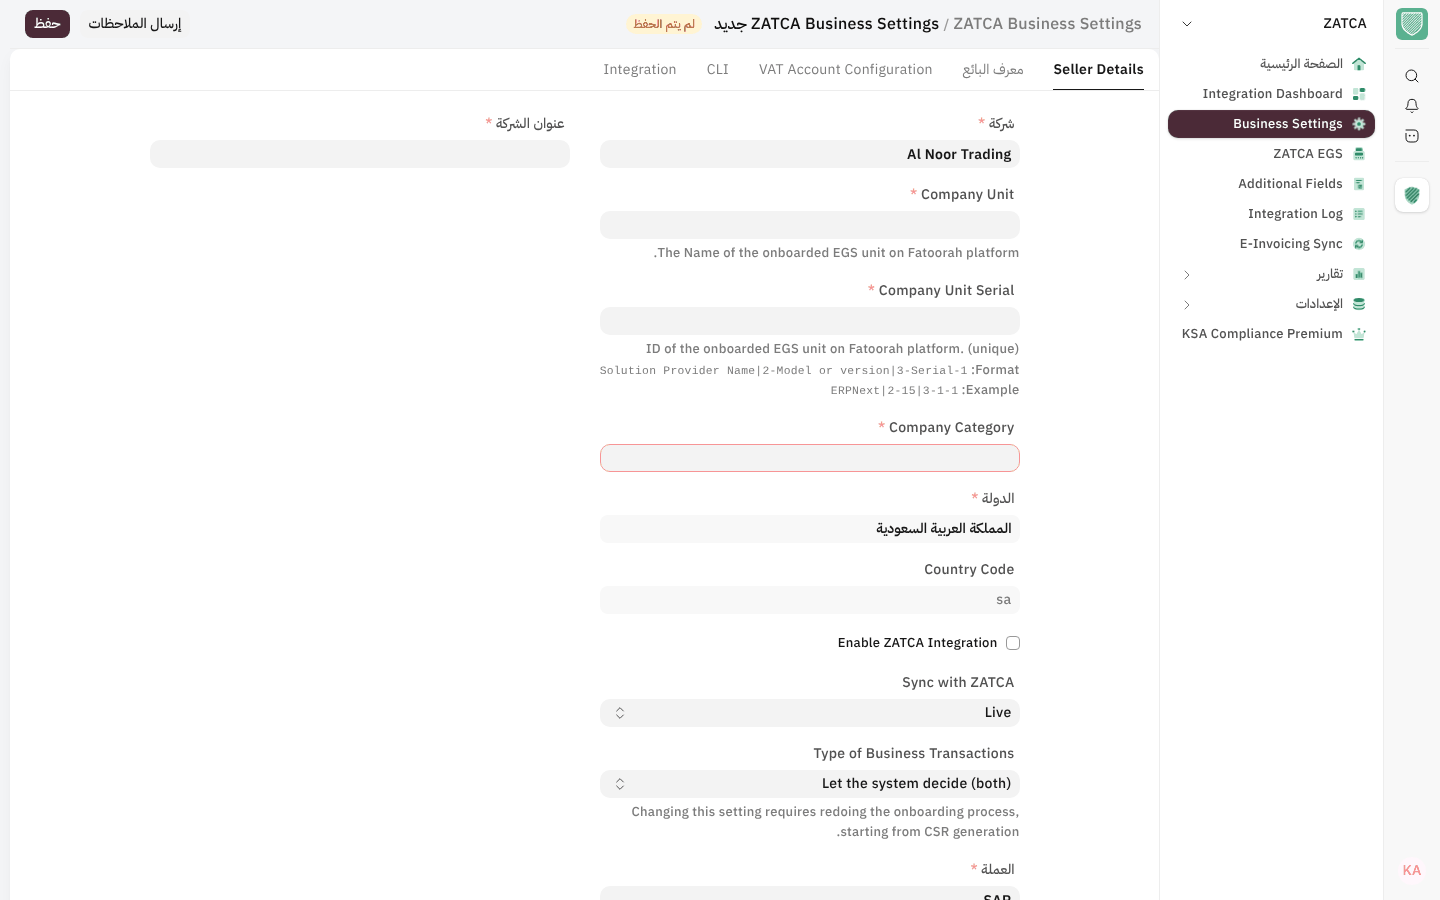 ZATCA
الصفحة الرئيسية
Integration Dashboard
Business Settings
ZATCA EGS
Additional Fields
Integration Log
E-Invoicing Sync
تقارير
الإعدادات
KSA Compliance Premium
KA
ZATCA Business Settings / ZATCA Business Settings جديد
لم يتم الحفظ
إرسال الملاحظات
حفظ
Seller Details
معرف البائع
VAT Account Configuration
CLI
Integration
شركة *
Al Noor Trading
Company Unit *
The Name of the onboarded EGS unit on Fatoorah platform.
Company Unit Serial *
ID of the onboarded EGS unit on Fatoorah platform. (unique)
Format: 1-Solution Provider Name|2-Model or version|3-Serial
Example: 1-ERPNext|2-15|3-1
Company Category *
الدولة *
المملكة العربية السعودية
Country Code
sa
Enable ZATCA Integration
Sync with ZATCA
Live
Type of Business Transactions
Let the system decide (both)
Changing this setting requires redoing the onboarding process,
starting from CSR generation.
العملة *
SAR
عنوان الشركة *